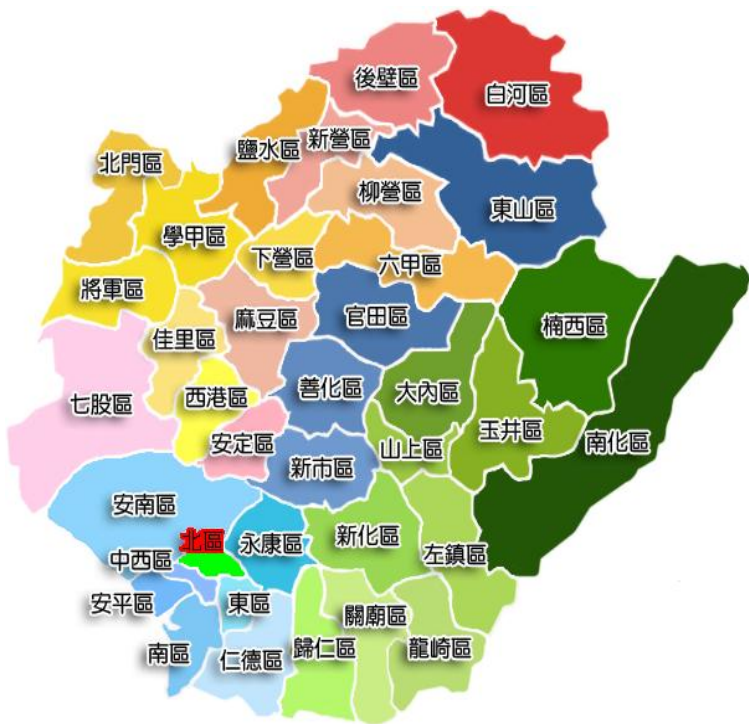 後壁區
白河區
新營區
鹽水區
北門區
柳營區
東山區
學甲區
下營區
六甲區
將軍區
麻豆區
官田區
楠西區
佳里區
善化區
大內區
西港區
七股區
玉井區
安定區
山上區
南化區
新市區
安南區
北區
永康區
新化區
左鎮區
中西區
安平區
東區
關廟區
南區
仁德區
歸仁區
龍崎區